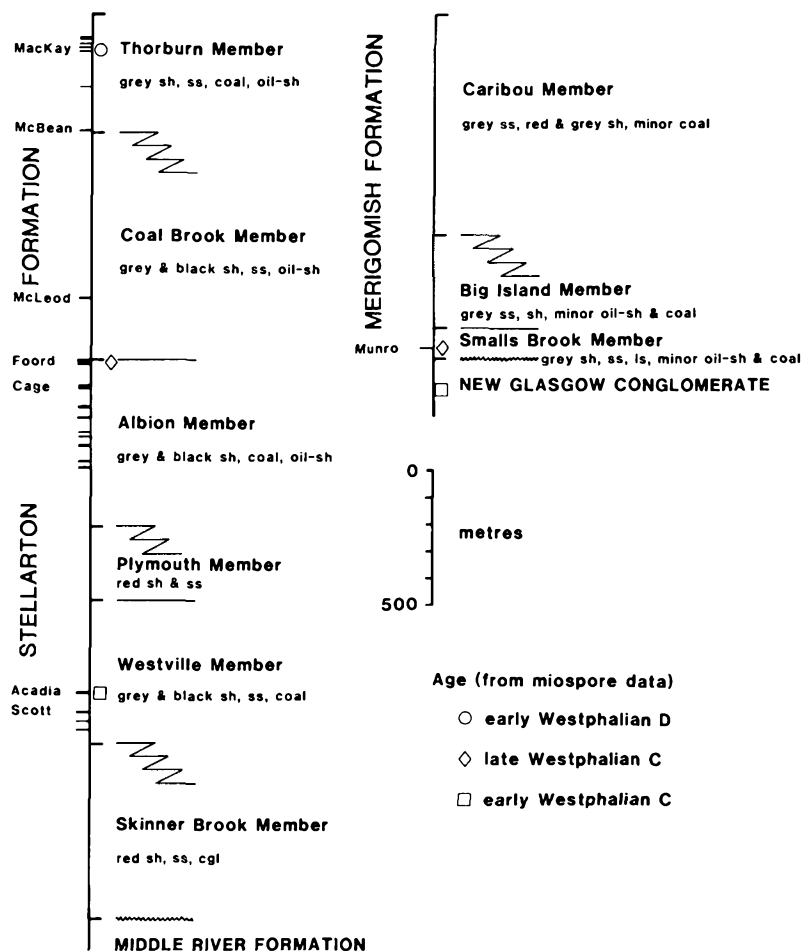 STELLARTON FORMATION
MacKay
Thorburn Member
grey sh, ss, coal, oil-sh
McBean
Coal Brook Member
grey & black sh, ss, oil-sh
McLeod
Foord
Cage
Albion Member
grey & black sh, coal, oil-sh
Plymouth Member
red sh & ss
Westville Member
Acadia
grey & black sh, ss, coal
Scott
Skinner Brook Member
red sh, ss, cgl
MIDDLE RIVER FORMATION
MERIGOMISH FORMATION
Caribou Member
grey ss, red & grey sh, minor coal
Big Island Member
grey ss, sh, minor oil-sh & coal
Smalls Brook Member
Munro
grey sh, ss, ls, minor oil-sh & coal
NEW GLASGOW CONGLOMERATE
0
metres
500
Age (from miospore data)
early Westphalian D
late Westphalian C
early Westphalian C